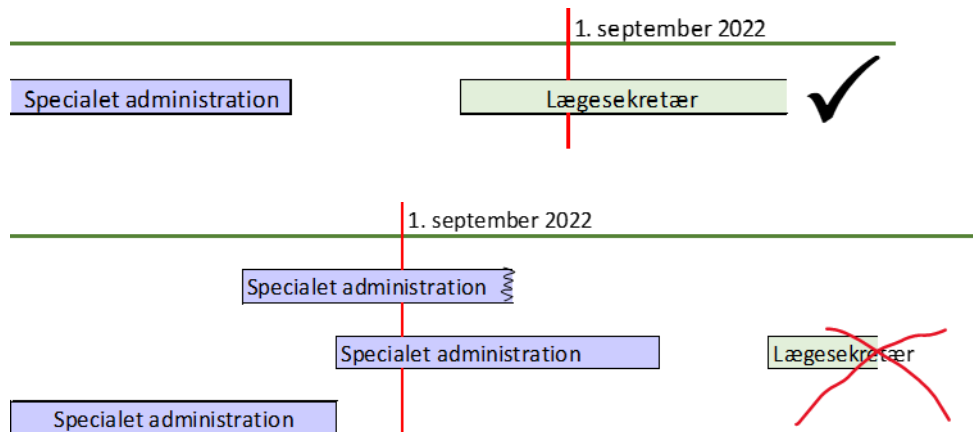 1. september 2022
Specialet administration
Lægesekretær
1. september 2022
Specialet administration
Specialet administration
Lægesekretær
Specialet administration